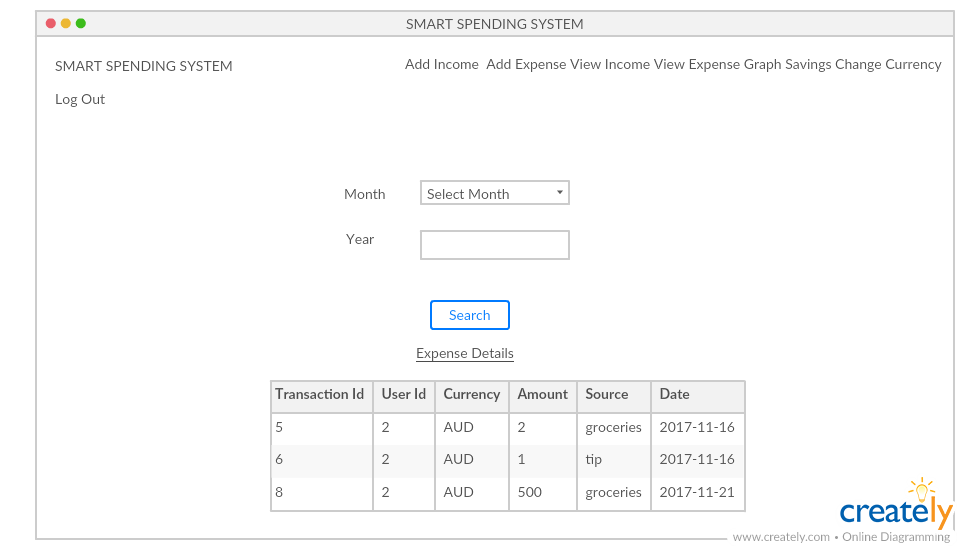 SMART SPENDING SYSTEM
SMART SPENDING SYSTEM Add Income Add Expense View Income View Expense Graph Savings Change Currency
Log Out
Month Select Month
Year
Search
Expense Details
Transaction Id User Id Currency Amount Source Date
5 2 AUD 2 groceries 2017-11-16
6 2 AUD 1 tip 2017-11-16
8 2 AUD 500 groceries 2017-11-21
creately
www.creately.com • Online Diagramming